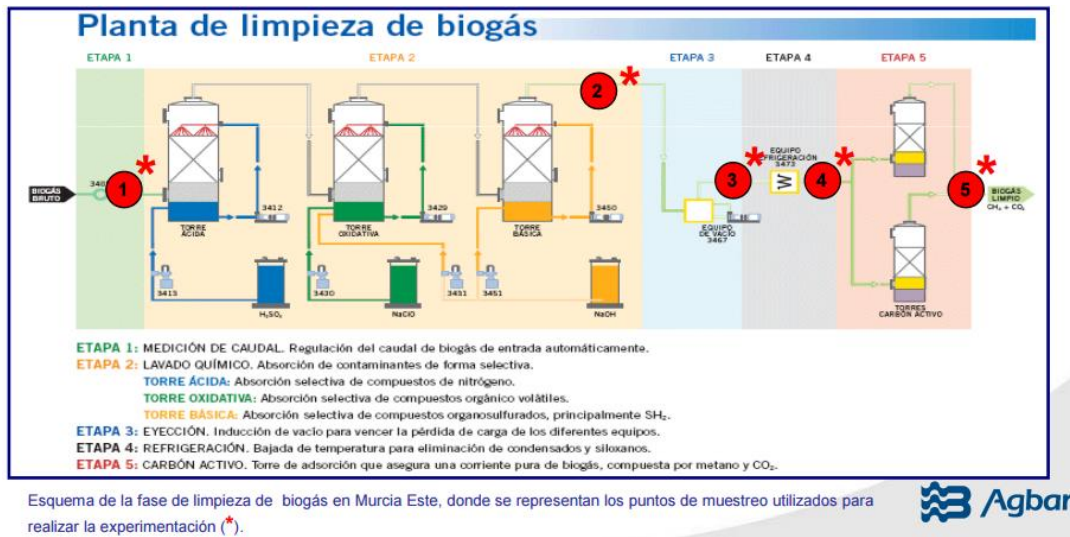 Planta de limpieza de biogás
ETAPA 1
ETAPA 2
ETAPA 3
ETAPA 4
ETAPA 5
2
*
1
*
3
*
4
*
5
*
BIOGÁS
BRUTO
EQUIPO
3473
W
BIOGÁS
LIMPIO
CH₄ + CO₂
3412
3429
3450
TORRE
ÁCIDA
TORRE
OXIDATIVA
TORRE
BÁSICA
EQUIPO
DE VACÍO
3467
3413
3430
3431
3451
H₂SO₄
NaClO
NaOH
TORRES
CARBÓN ACTIVO
ETAPA 1: MEDICIÓN DE CAUDAL. Regulación del caudal de biogás de entrada automáticamente.
ETAPA 2: LAVADO QUÍMICO. Absorción de contaminantes de forma selectiva.
TORRE ÁCIDA: Absorción selectiva de compuestos de nitrógeno.
TORRE OXIDATIVA: Absorción selectiva de compuestos orgánico volátiles.
TORRE BÁSICA: Absorción selectiva de compuestos organosulfurados, principalmente SH₂.
ETAPA 3: EYECCIÓN. Inducción de vacío para vencer la pérdida de carga de los diferentes equipos.
ETAPA 4: REFRIGERACIÓN. Bajada de temperatura para eliminación de condensados y siloxanos.
ETAPA 5: CARBÓN ACTIVO. Torre de adsorción que asegura una corriente pura de biogás, compuesta por metano y CO₂.
Esquema de la fase de limpieza de biogás en Murcia Este, donde se representan los puntos de muestreo utilizados para
realizar la experimentación (*).
Agbar